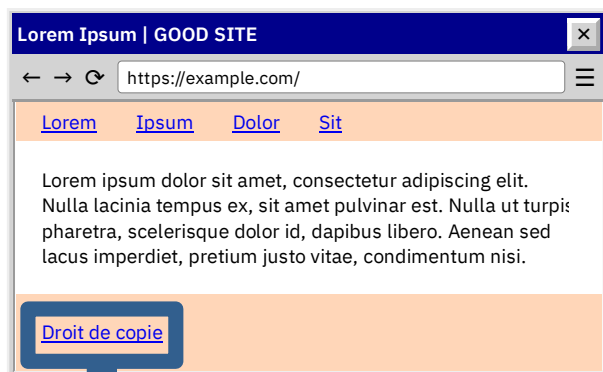 Lorem Ipsum | GOOD SITE
https://example.com/
Lorem Ipsum Dolor Sit
Lorem ipsum dolor sit amet, consectetur adipiscing elit.
Nulla lacinia tempus ex, sit amet pulvinar est. Nulla ut turpis
pharetra, scelerisque dolor id, dapibus libero. Aenean sed
lacus imperdiet, pretium justo vitae, condimentum nisi.
Droit de copie